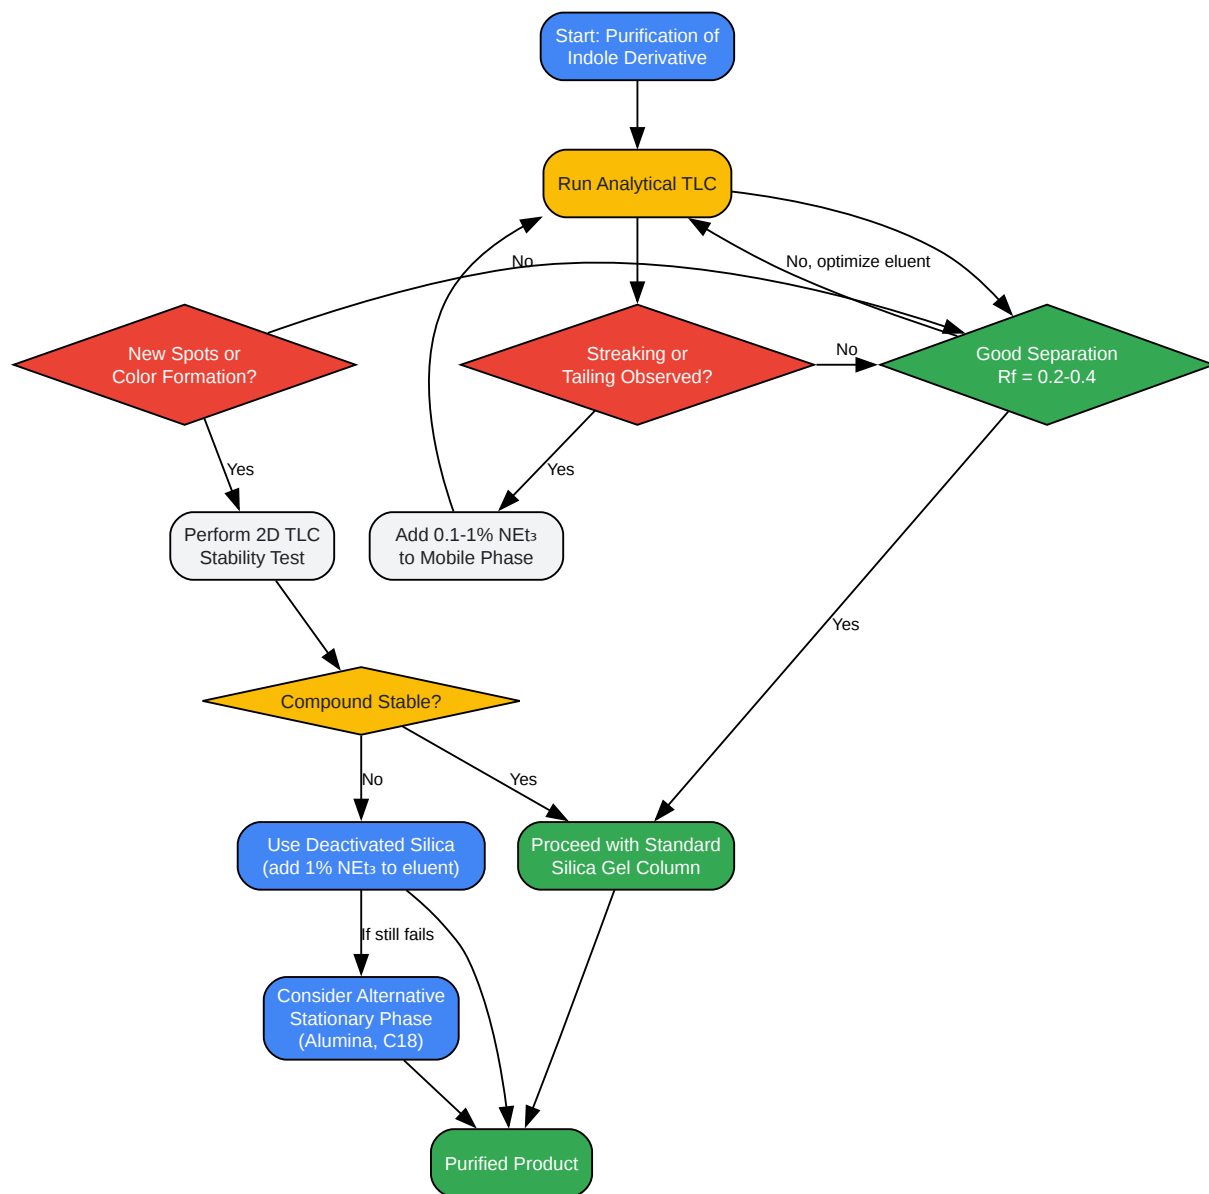 Start: Purification of
Indole Derivative
Run Analytical TLC
No
No, optimize eluent
New Spots or
Color Formation?
Streaking or
Tailing Observed?
No
Good Separation
Rf = 0.2-0.4
Yes
Yes
Perform 2D TLC
Stability Test
Add 0.1-1% NEt₃
to Mobile Phase
Yes
Compound Stable?
No
Yes
Use Deactivated Silica
(add 1% NEt₃ to eluent)
Proceed with Standard
Silica Gel Column
If still fails
Consider Alternative
Stationary Phase
(Alumina, C18)
Purified Product